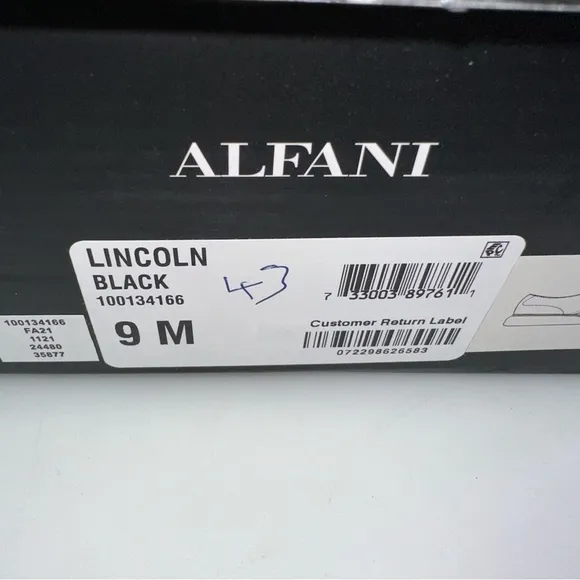 ALFANI
LINCOLN
BLACK
100134166
9 M
43
7 33003 89761 1
Customer Return Label
072298626583
100134166
FA21
1121
24480
35877